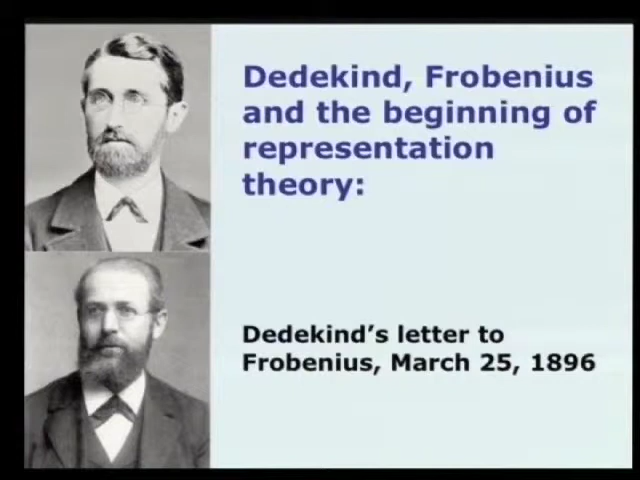 Dedekind, Frobenius
and the beginning of
representation
theory:
Dedekind's letter to
Frobenius, March 25, 1896